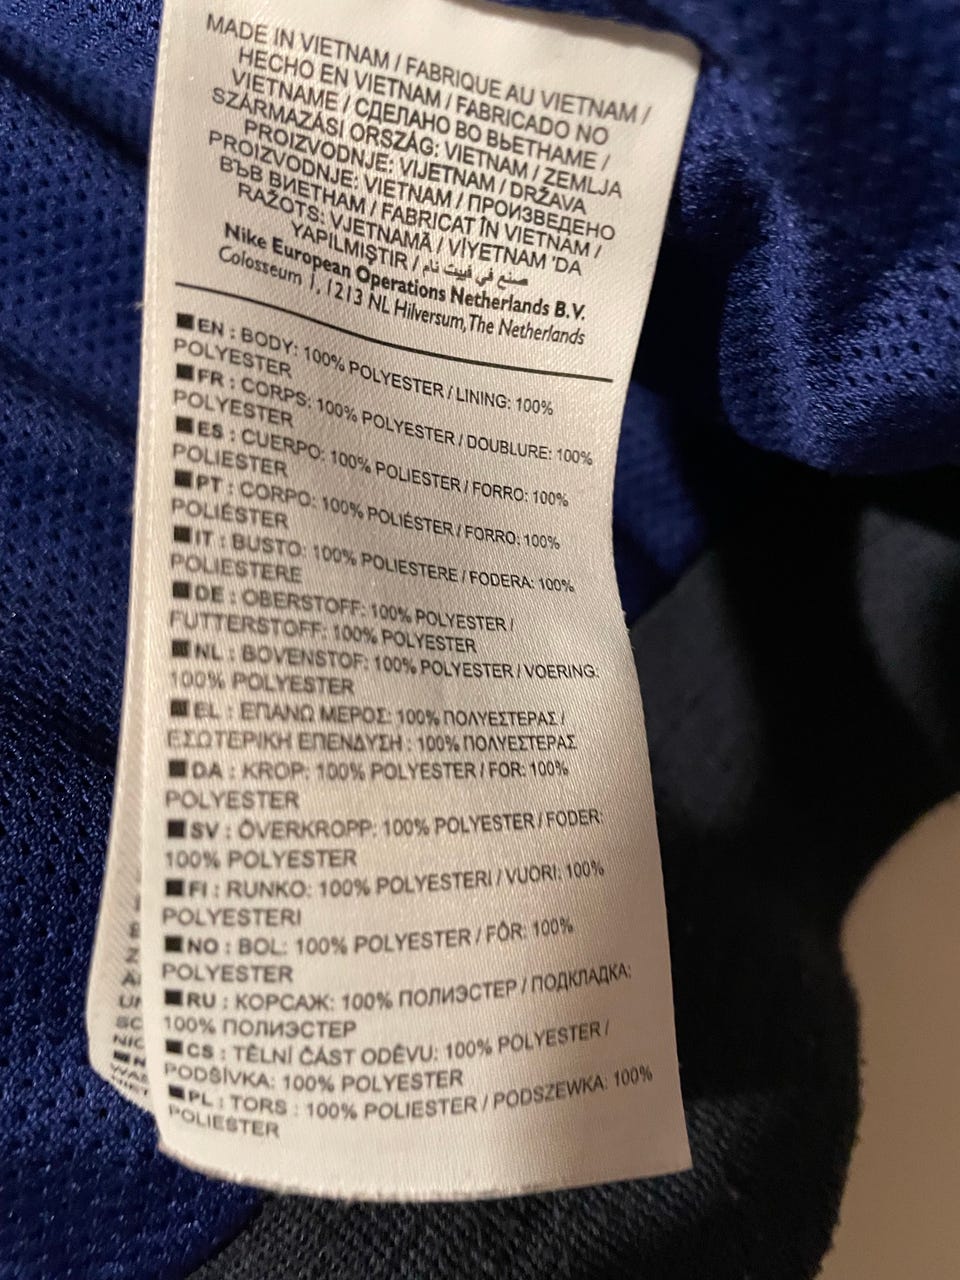 MADE IN VIETNAM / FABRIQUE AU VIETNAM /
HECHO EN VIETNAM / FABRICADO NO
VIETNAME / СДЕЛАНО ВО ВЬЕТНАМЕ /
SZÁRMAZÁSI ORSZÁG: VIETNAM / ZEMLJA
PROIZVODNJE: VIJETNAM / DRŽAVA
PROIZVODNJE: VIETNAM / ПРОИЗВЕДЕНО
ВЪВ ВИЕТНАМ / FABRICAT ÎN VIETNAM /
RAŽOTS: VJETNAMĀ / VİYETNAM 'DA
YAPILMIŞTIR / صنع في فييت نام
Nike European Operations Netherlands B.V.
Colosseum 1, 1213 NL Hilversum, The Netherlands
EN : BODY: 100% POLYESTER / LINING: 100%
POLYESTER
FR : CORPS: 100% POLYESTER / DOUBLURE: 100%
POLYESTER
ES : CUERPO: 100% POLIESTER / FORRO: 100%
POLIESTER
PT : CORPO: 100% POLIÉSTER / FORRO: 100%
POLIÉSTER
IT : BUSTO: 100% POLIESTERE / FODERA: 100%
POLIESTERE
DE : OBERSTOFF: 100% POLYESTER /
FUTTERSTOFF: 100% POLYESTER
NL : BOVENSTOF: 100% POLYESTER / VOERING:
100% POLYESTER
EL : ΕΠΑΝΩ ΜΕΡΟΣ: 100% ΠΟΛΥΕΣΤΕΡΑΣ /
ΕΣΩΤΕΡΙΚΗ ΕΠΕΝΔΥΣΗ : 100% ΠΟΛΥΕΣΤΕΡΑΣ
DA : KROP: 100% POLYESTER / FOR: 100%
POLYESTER
SV : ÖVERKROPP: 100% POLYESTER / FODER:
100% POLYESTER
FI : RUNKO: 100% POLYESTERI / VUORI: 100%
POLYESTERI
NO : BOL: 100% POLYESTER / FÔR: 100%
POLYESTER
RU : КОРСАЖ: 100% ПОЛИЭСТЕР / ПОДКЛАДКА:
100% ПОЛИЭСТЕР
CS : TĚLNÍ ČÁST ODĚVU: 100% POLYESTER /
PODŠÍVKA: 100% POLYESTER
PL : TORS : 100% POLIESTER / PODSZEWKA: 100%
POLIESTER